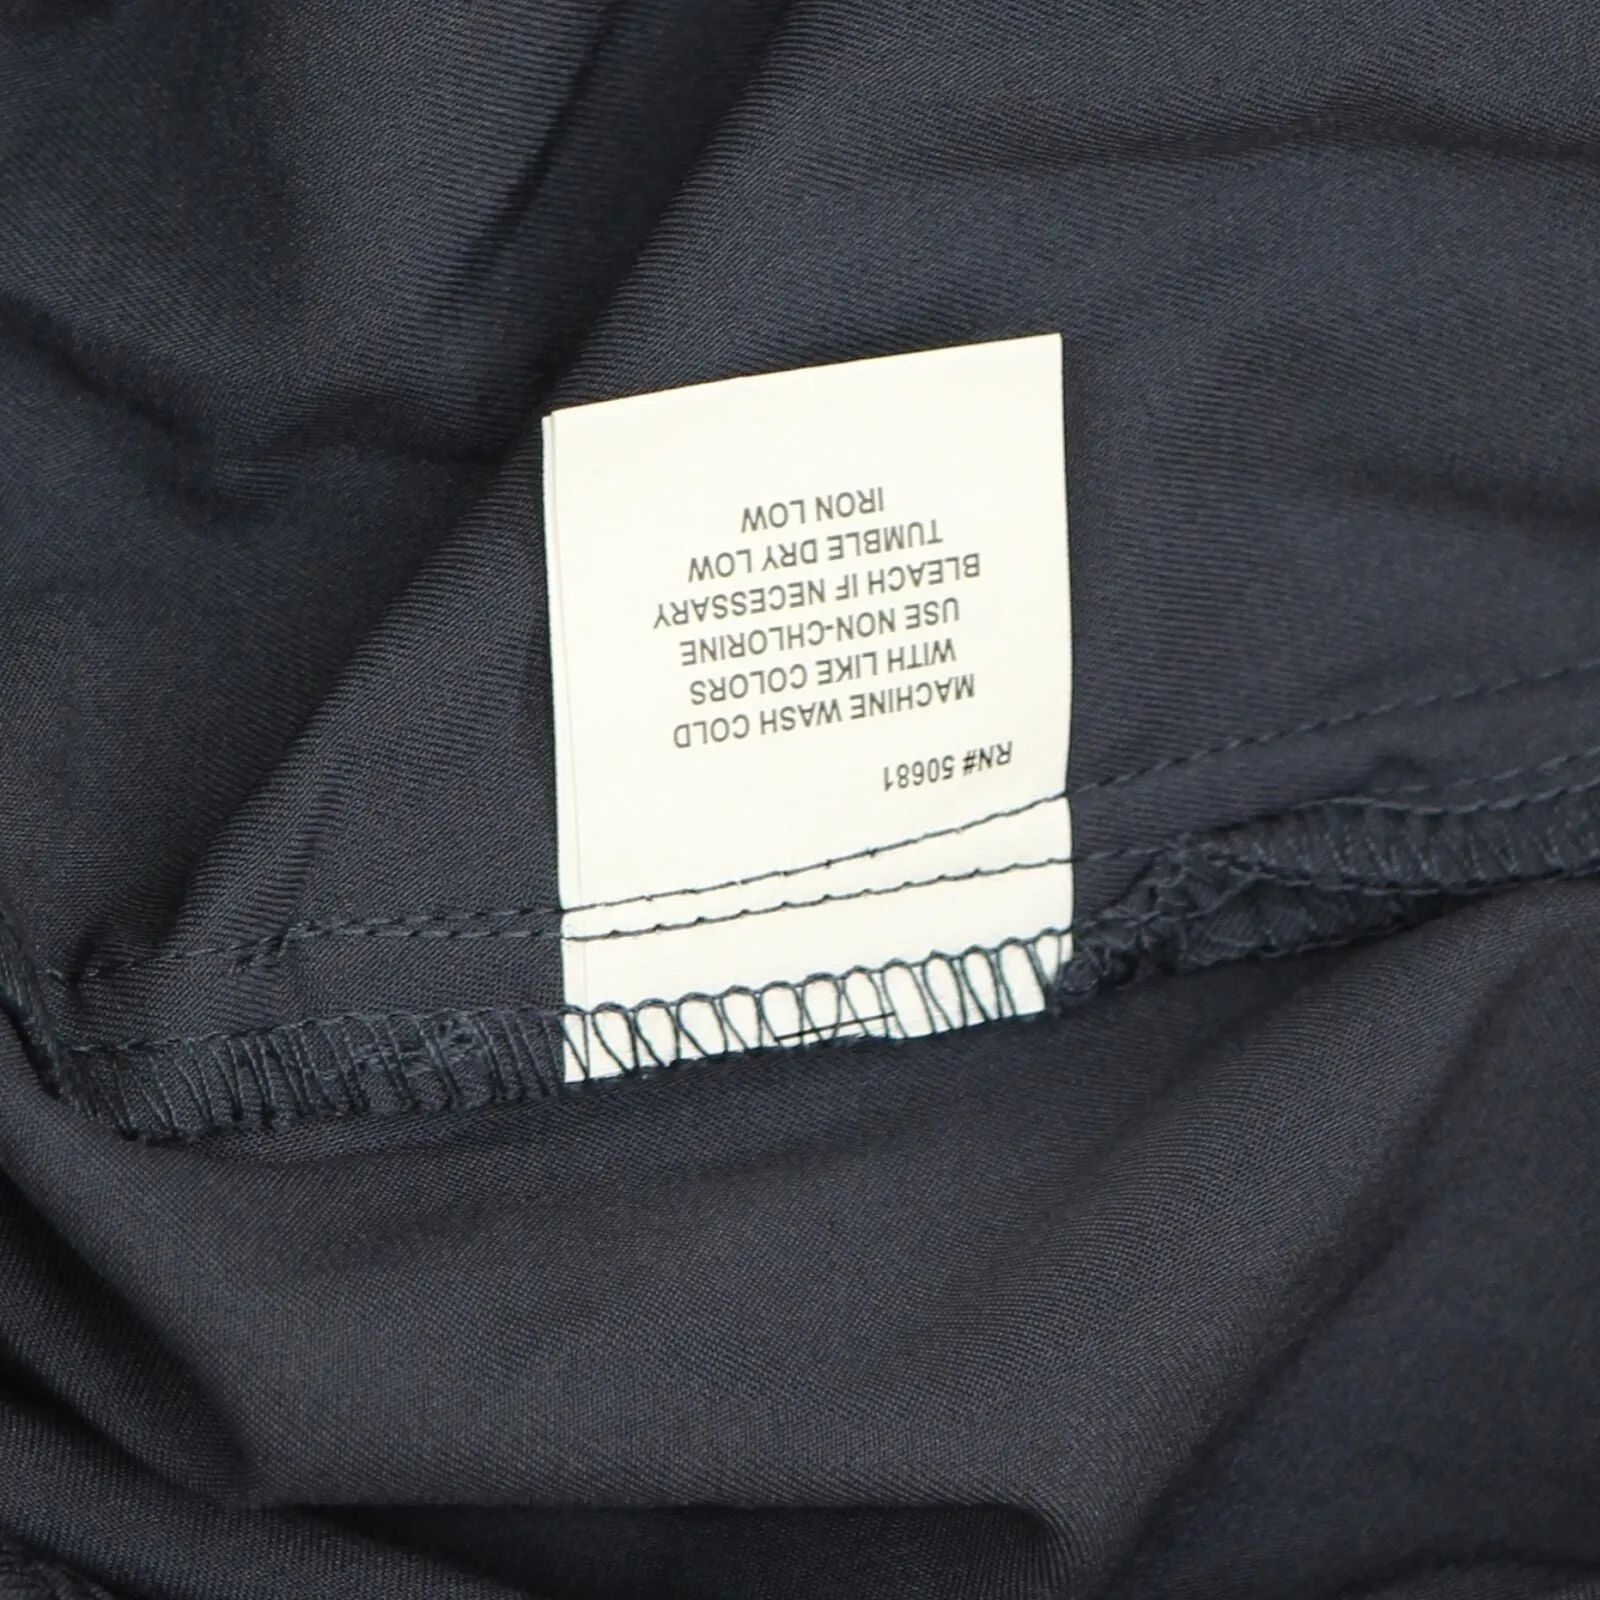 RN# 50681
MACHINE WASH COLD
WITH LIKE COLORS
USE NON-CHLORINE
BLEACH IF NECESSARY
TUMBLE DRY LOW
IRON LOW